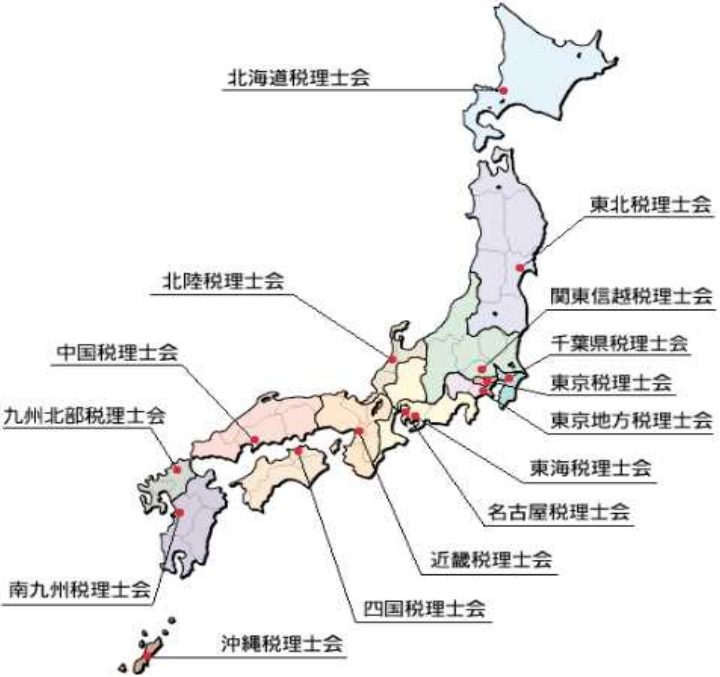 北海道税理士会
東北税理士会
北陸税理士会
関東信越税理士会
千葉県税理士会
中国税理士会
東京税理士会
九州北部税理士会
東京地方税理士会
東海税理士会
名古屋税理士会
近畿税理士会
南九州税理士会
四国税理士会
沖縄税理士会